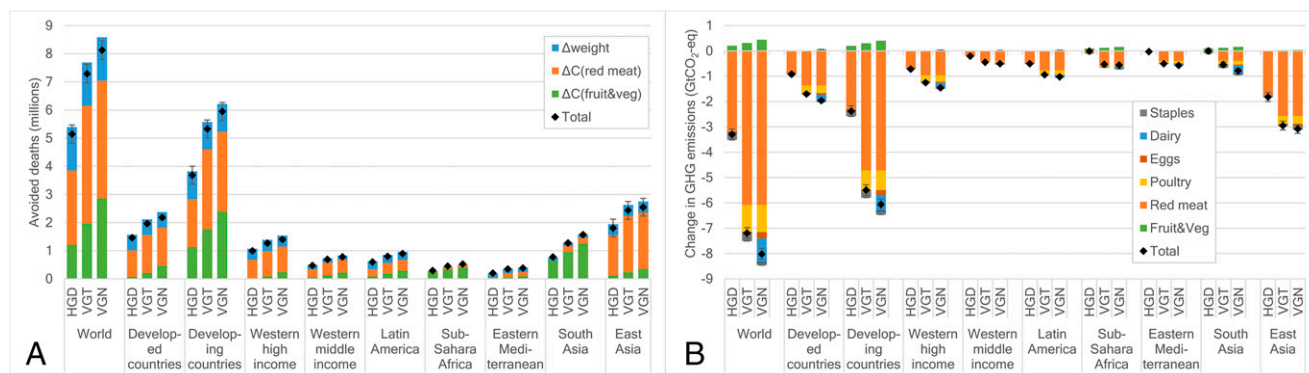 9
8
7
6
5
4
3
2
1
0
Avoided deaths (millions)
Δweight
ΔC(red meat)
ΔC(fruit&veg)
Total
HGD VGT VGN HGD VGT VGN HGD VGT VGN HGD VGT VGN HGD VGT VGN HGD VGT VGN HGD VGT VGN HGD VGT VGN HGD VGT VGN HGD VGT VGN
World
Develop-
ed
countries
Develop-
ing
countries
Western
high
income
Western
middle
income
Latin
America
Sub-
Sahara
Africa
Eastern
Medi-
terranean
South
Asia
East
Asia
A
1
0
-1
-2
-3
-4
-5
-6
-7
-8
-9
Change in GHG emissions (GtCO2-eq)
Staples
Dairy
Eggs
Poultry
Red meat
Fruit&Veg
Total
HGD VGT VGN HGD VGT VGN HGD VGT VGN HGD VGT VGN HGD VGT VGN HGD VGT VGN HGD VGT VGN HGD VGT VGN HGD VGT VGN HGD VGT VGN
World
Develop-
ed
countries
Develop-
ing
countries
Western
high
income
Western
middle
income
Latin
America
Sub-
Sahara
Africa
Eastern
Medi-
terranean
South
Asia
East
Asia
B